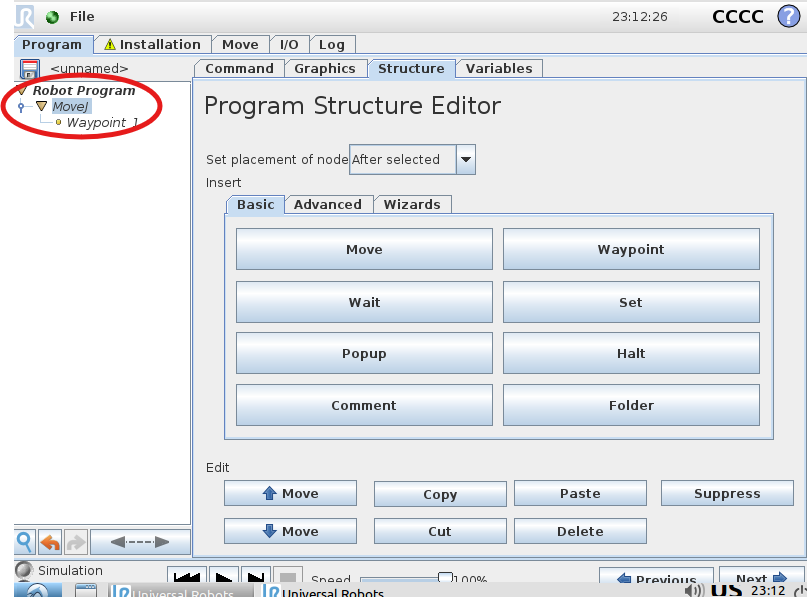 File 23:12:26 CCCC ?
Program Installation Move I/O Log
<unnamed> Command Graphics Structure Variables
Robot Program
MoveJ
Waypoint_1
Program Structure Editor
Set placement of node After selected
Insert
Basic Advanced Wizards
Move Waypoint
Wait Set
Popup Halt
Comment Folder
Edit
Move Copy Paste Suppress
Move Cut Delete
Simulation
Speed 100% Previous Next
Universal Robots Universal Robots US 23:12